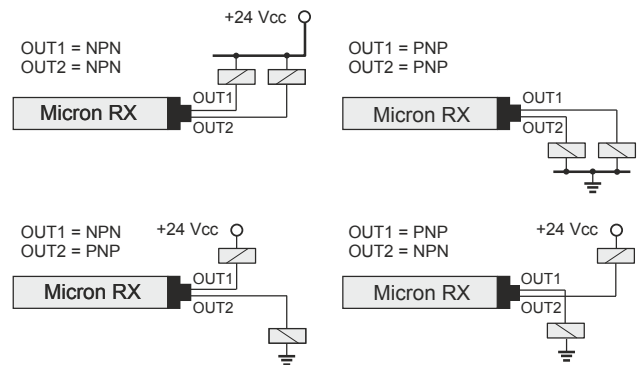 +24 Vcc
OUT1 = NPN
OUT2 = NPN
Micron RX
OUT1
OUT2
OUT1 = PNP
OUT2 = PNP
Micron RX
OUT1
OUT2
OUT1 = NPN
OUT2 = PNP
+24 Vcc
Micron RX
OUT1
OUT2
OUT1 = PNP
OUT2 = NPN
+24 Vcc
Micron RX
OUT1
OUT2